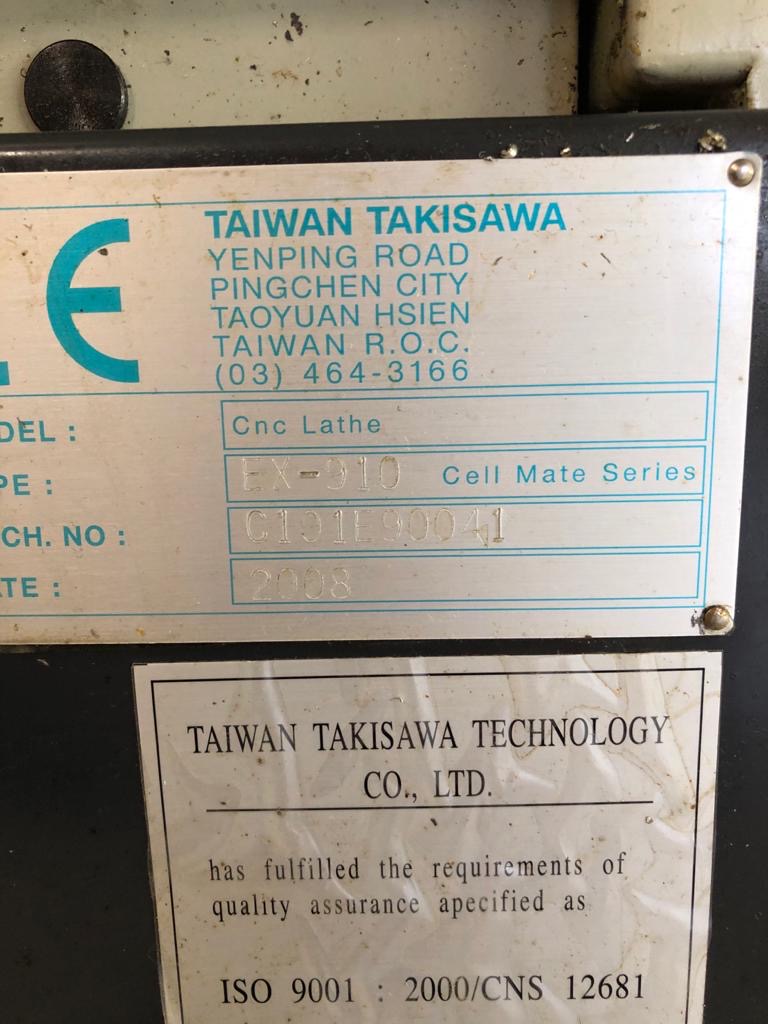 CE
TAIWAN TAKISAWA
YENPING ROAD
PINGCHEN CITY
TAOYUAN HSIEN
TAIWAN R.O.C.
(03) 464-3166
DEL : Cnc Lathe
PE : EX-910 Cell Mate Series
CH. NO : C191E90041
TE : 2008
TAIWAN TAKISAWA TECHNOLOGY
CO., LTD.
has fulfilled the requirements of
quality assurance apecified as
ISO 9001 : 2000/CNS 12681